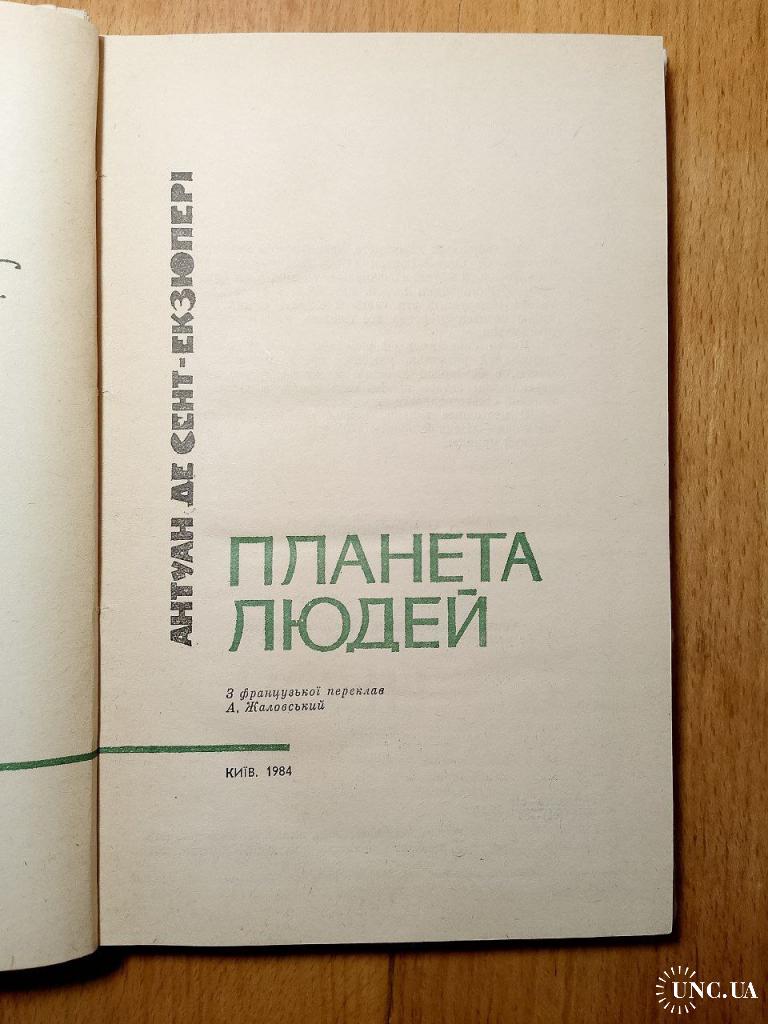 АНТУАН ДЕ СЕНТ-ЕКЗЮПЕРІ
ПЛАНЕТА
ЛЮДЕЙ
З французької переклав
А. Жаловський
КИЇВ. 1984
UNC.UA